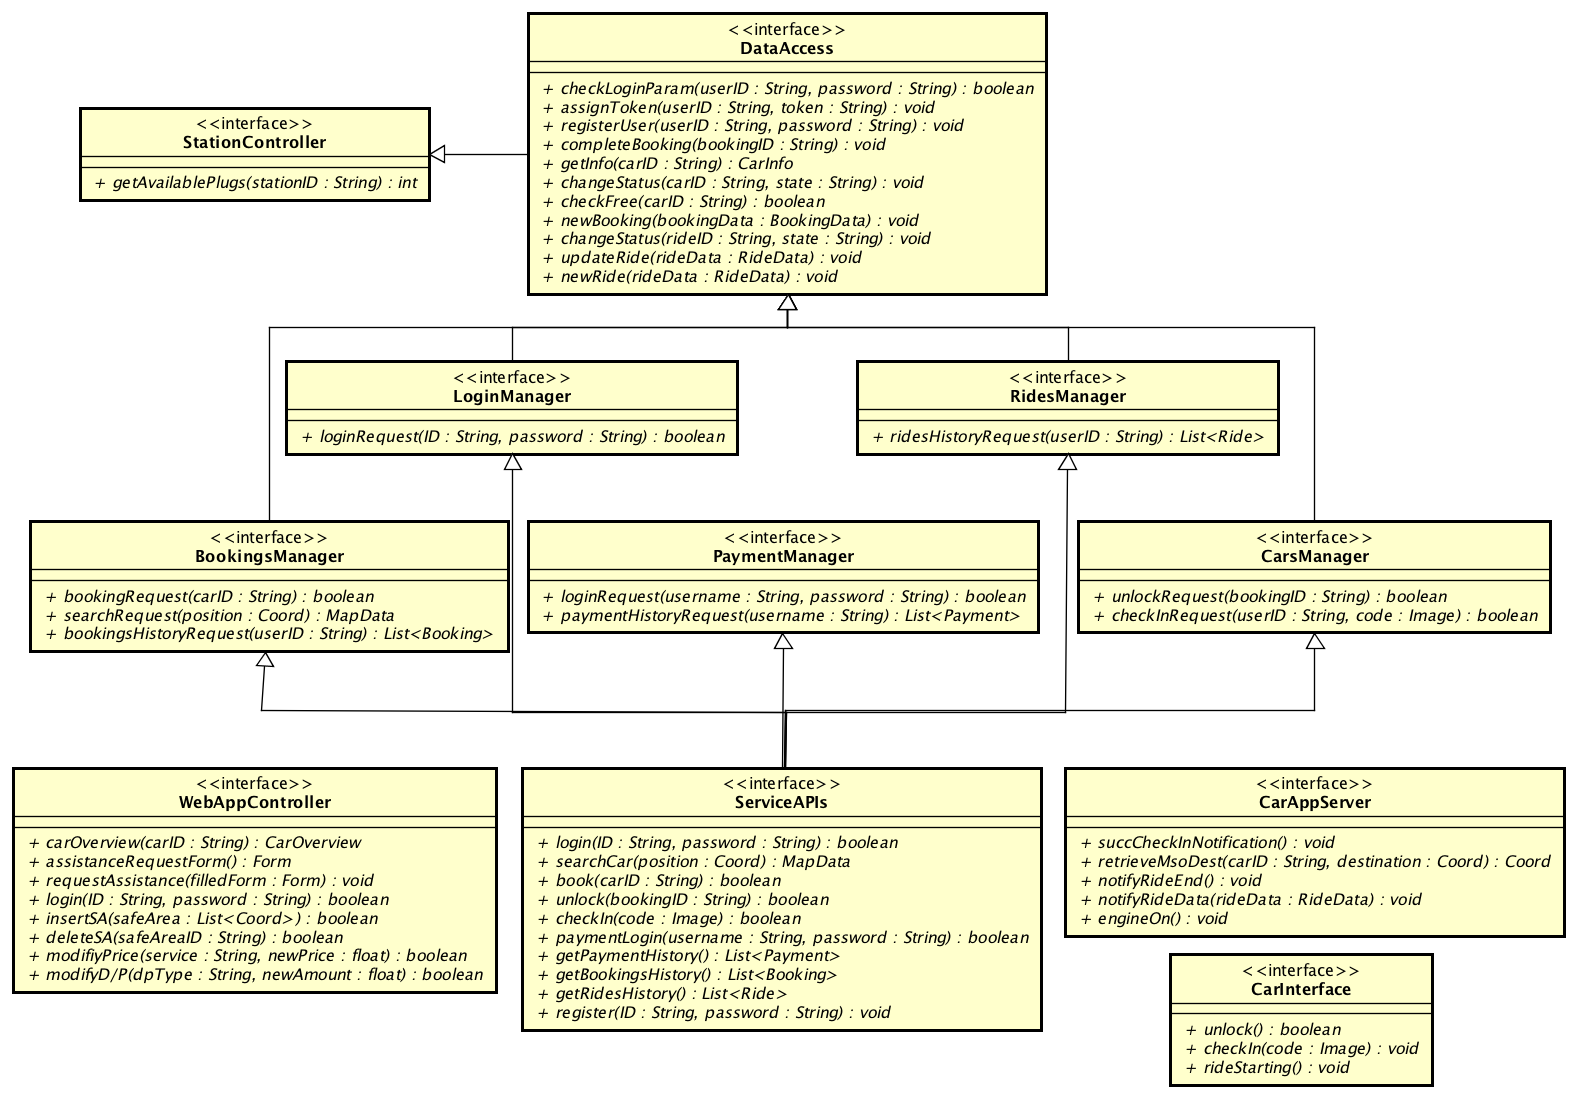 <<interface>>
DataAccess
+ checkLoginParam(userID : String, password : String) : boolean
+ assignToken(userID : String, token : String) : void
+ registerUser(userID : String, password : String) : void
+ completeBooking(bookingID : String) : void
+ getInfo(carID : String) : CarInfo
+ changeStatus(carID : String, state : String) : void
+ checkFree(carID : String) : boolean
+ newBooking(bookingData : BookingData) : void
+ changeStatus(rideID : String, state : String) : void
+ updateRide(rideData : RideData) : void
+ newRide(rideData : RideData) : void
<<interface>>
StationController
+ getAvailablePlugs(stationID : String) : int
<<interface>>
LoginManager
+ loginRequest(ID : String, password : String) : boolean
<<interface>>
RidesManager
+ ridesHistoryRequest(userID : String) : List<Ride>
<<interface>>
BookingsManager
+ bookingRequest(carID : String) : boolean
+ searchRequest(position : Coord) : MapData
+ bookingsHistoryRequest(userID : String) : List<Booking>
<<interface>>
PaymentManager
+ loginRequest(username : String, password : String) : boolean
+ paymentHistoryRequest(username : String) : List<Payment>
<<interface>>
CarsManager
+ unlockRequest(bookingID : String) : boolean
+ checkInRequest(userID : String, code : Image) : boolean
<<interface>>
WebAppController
+ carOverview(carID : String) : CarOverview
+ assistanceRequestForm() : Form
+ requestAssistance(filledForm : Form) : void
+ login(ID : String, password : String) : boolean
+ insertSA(safeArea : List<Coord>) : boolean
+ deleteSA(safeAreaID : String) : boolean
+ modifiyPrice(service : String, newPrice : float) : boolean
+ modifyD/P(dpType : String, newAmount : float) : boolean
<<interface>>
ServiceAPIs
+ login(ID : String, password : String) : boolean
+ searchCar(position : Coord) : MapData
+ book(carID : String) : boolean
+ unlock(bookingID : String) : boolean
+ checkIn(code : Image) : boolean
+ paymentLogin(username : String, password : String) : boolean
+ getPaymentHistory() : List<Payment>
+ getBookingsHistory() : List<Booking>
+ getRidesHistory() : List<Ride>
+ register(ID : String, password : String) : void
<<interface>>
CarAppServer
+ succCheckInNotification() : void
+ retrieveMsoDest(carID : String, destination : Coord) : Coord
+ notifyRideEnd() : void
+ notifyRideData(rideData : RideData) : void
+ engineOn() : void
<<interface>>
CarInterface
+ unlock() : boolean
+ checkIn(code : Image) : void
+ rideStarting() : void